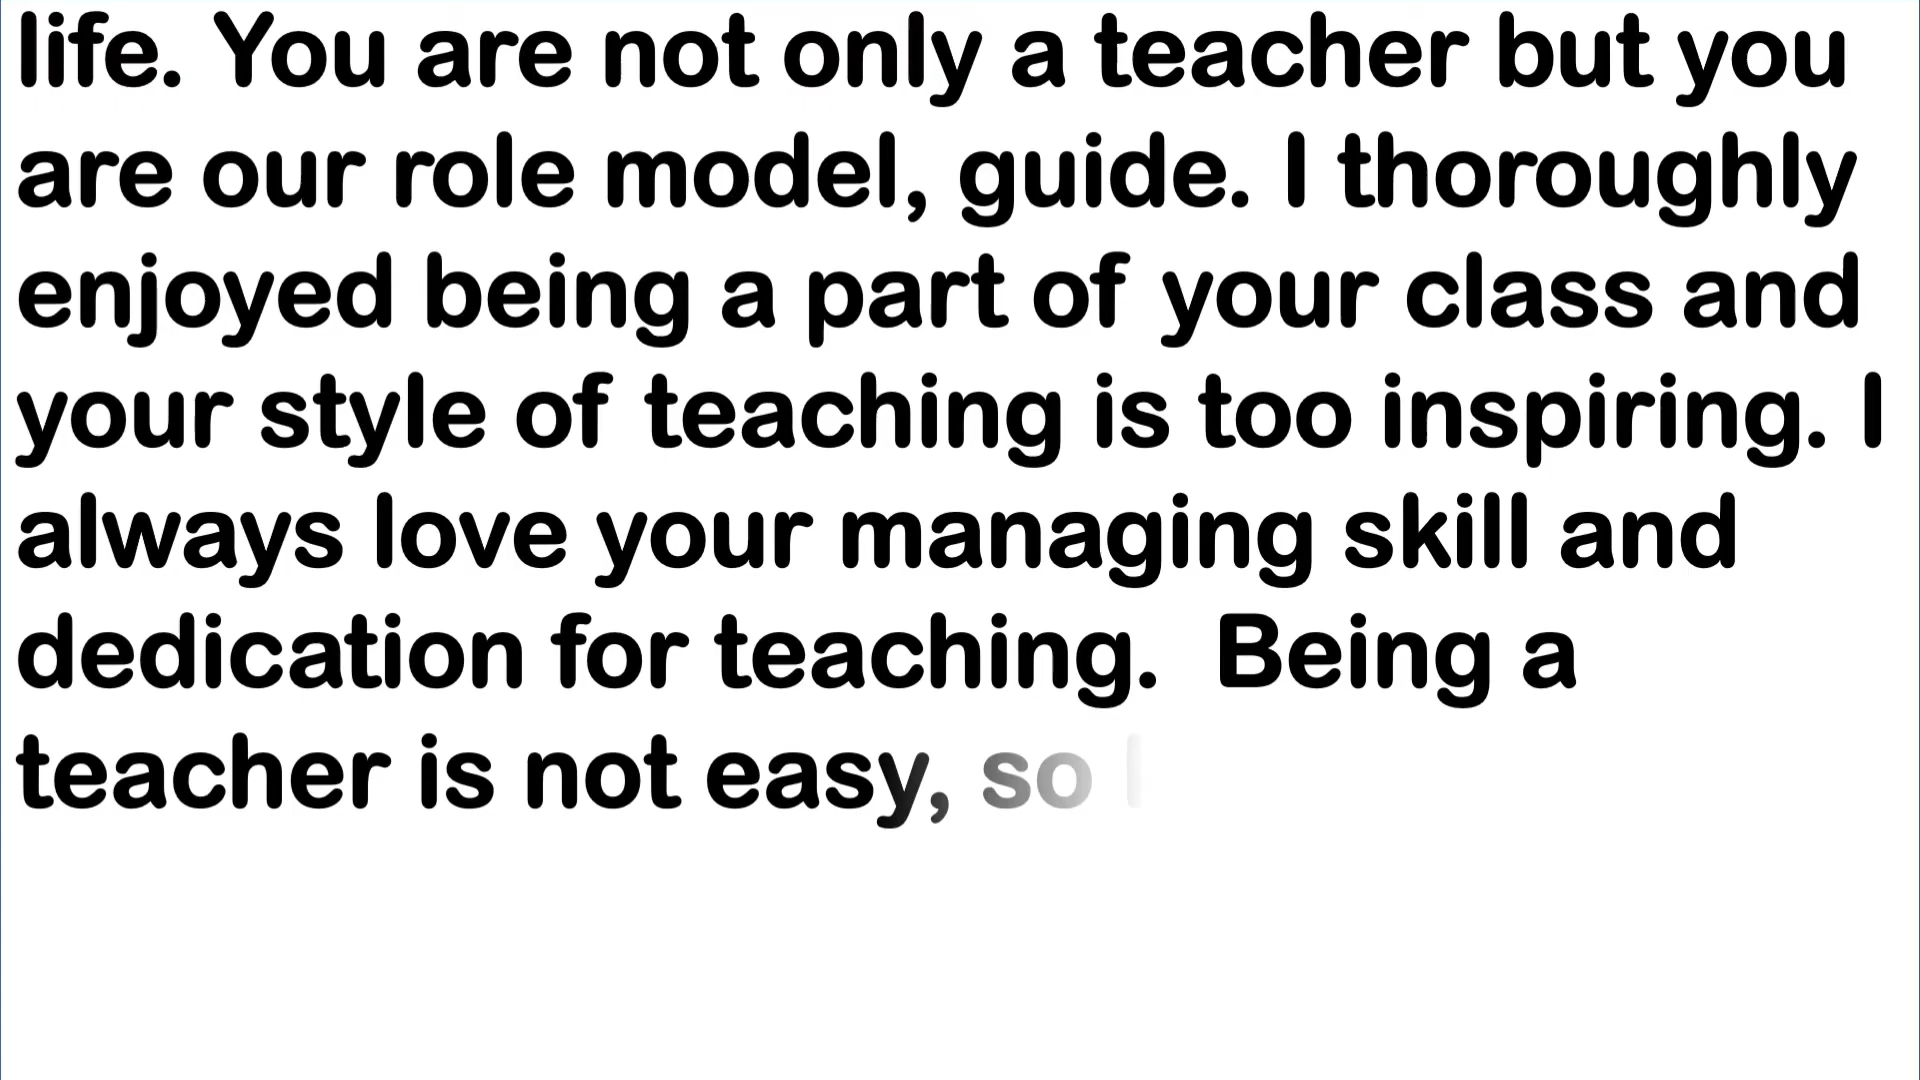 life. You are not only a teacher but you
are our role model, guide. I thoroughly
enjoyed being a part of your class and
your style of teaching is too inspiring. I
always love your managing skill and
dedication for teaching.  Being a
teacher is not easy, so